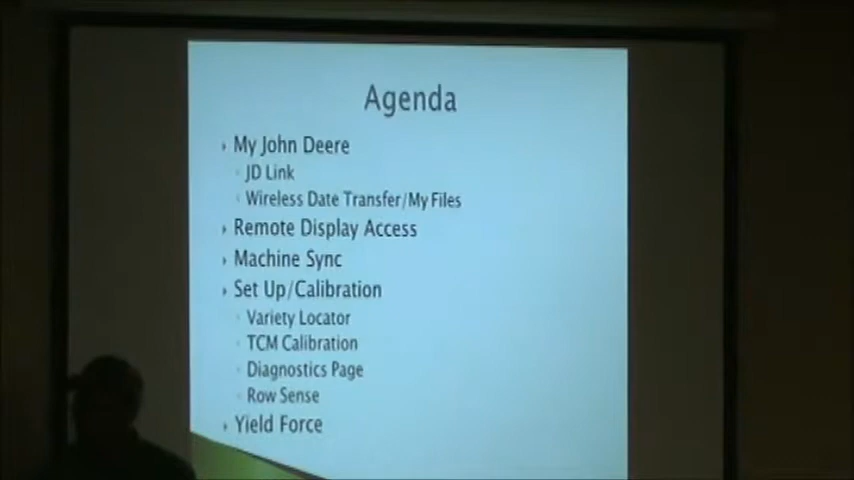 Agenda
My John Deere
JD Link
Wireless Date Transfer/My Files
Remote Display Access
Machine Sync
Set Up/Calibration
Variety Locator
TCM Calibration
Diagnostics Page
Row Sense
Yield Force